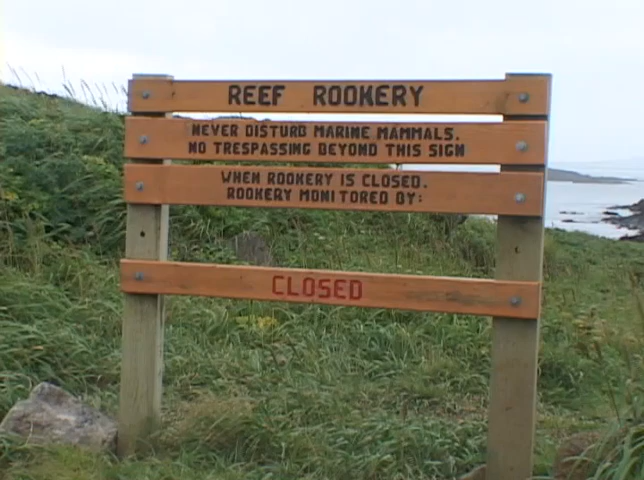 REEF ROOKERY
NEVER DISTURB MARINE MAMMALS.
NO TRESPASSING BEYOND THIS SIGN
WHEN ROOKERY IS CLOSED.
ROOKERY MONITORED BY:
CLOSED